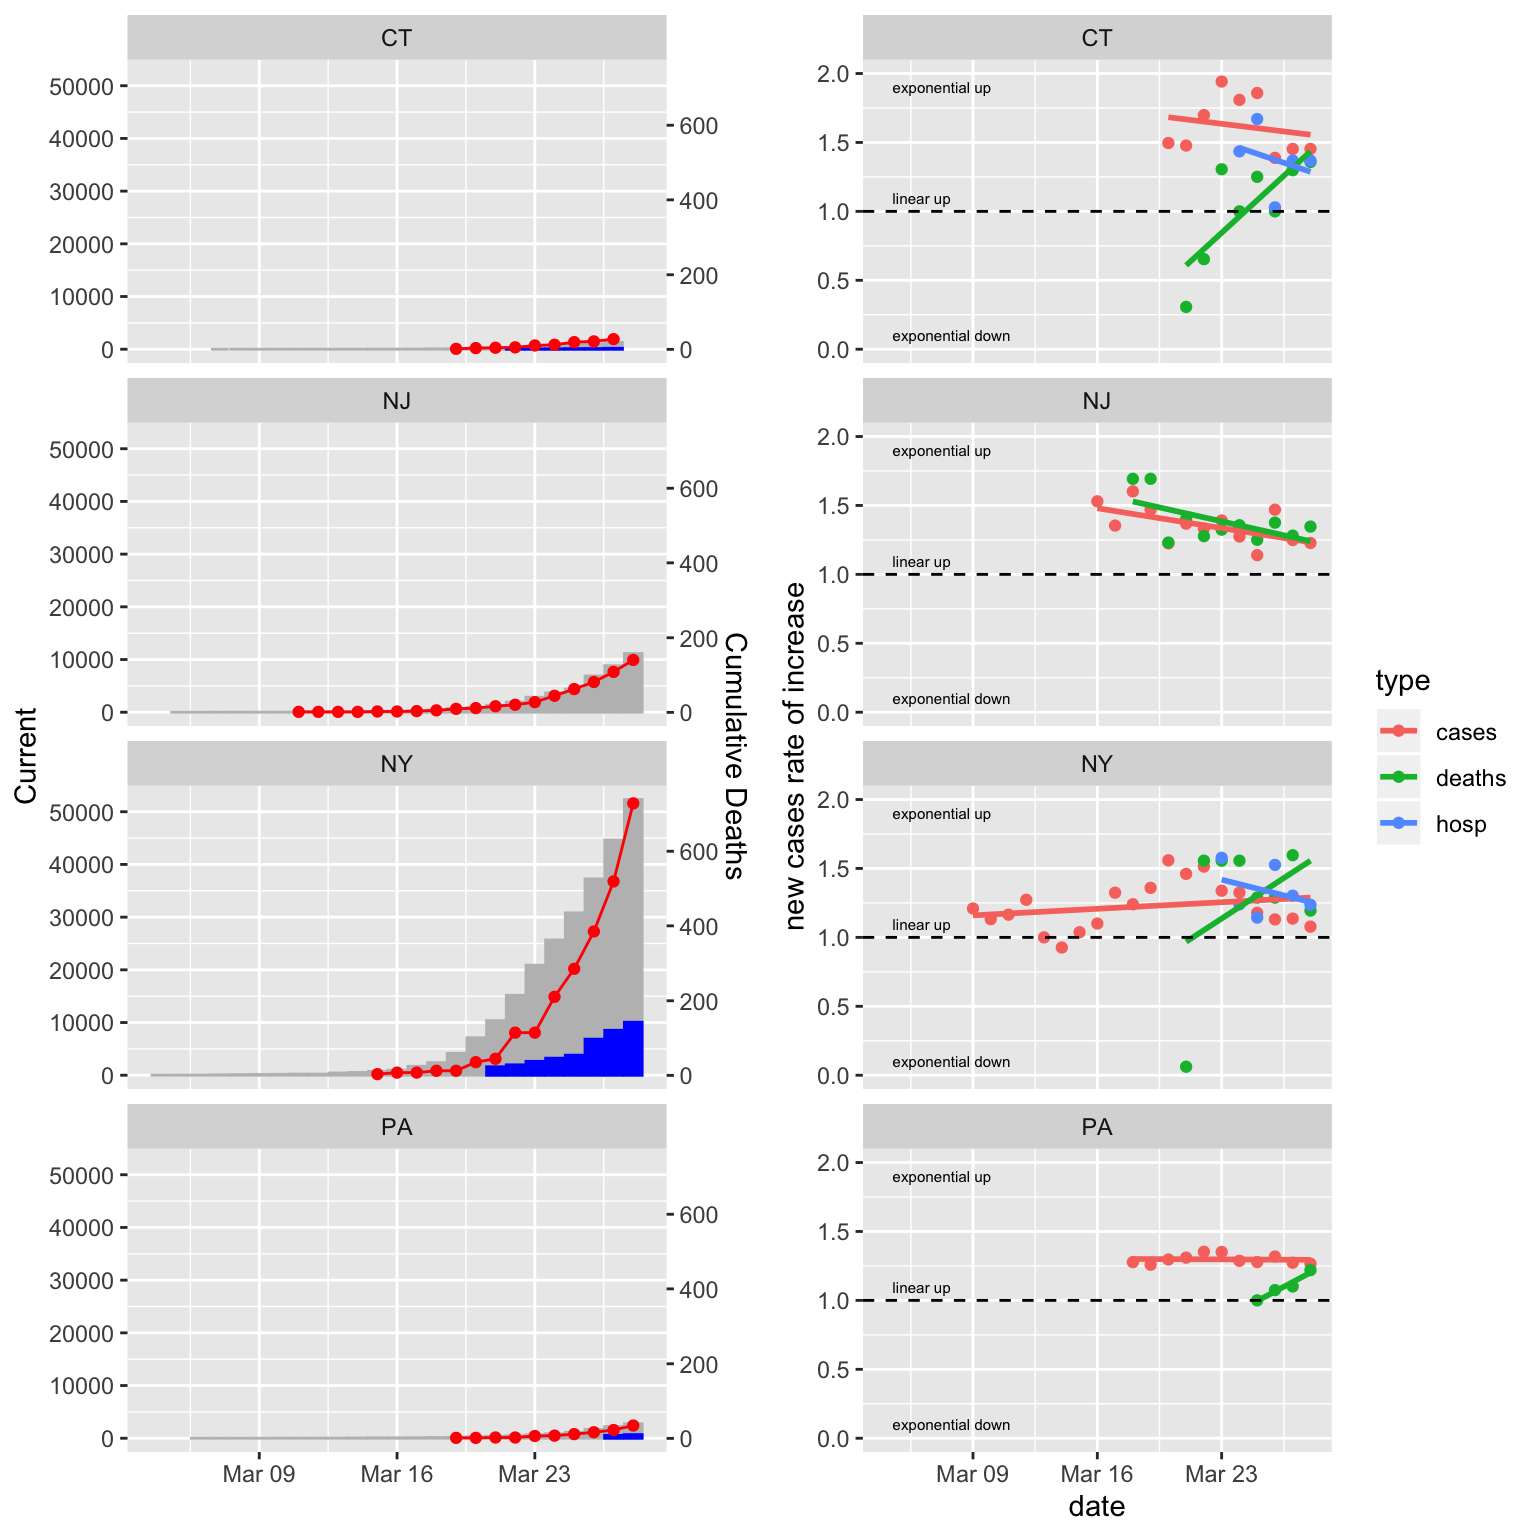 CT
50000
40000
30000
20000
10000
0
600
400
200
0
NJ
50000
40000
30000
20000
10000
0
600
400
200
0
NY
50000
40000
30000
20000
10000
0
600
400
200
0
PA
50000
40000
30000
20000
10000
0
600
400
200
0
Mar 09 Mar 16 Mar 23
Current
Cumulative Deaths
CT
2.0
1.5
1.0
0.5
0.0
exponential up
linear up
exponential down
NJ
2.0
1.5
1.0
0.5
0.0
exponential up
linear up
exponential down
NY
2.0
1.5
1.0
0.5
0.0
exponential up
linear up
exponential down
PA
2.0
1.5
1.0
0.5
0.0
exponential up
linear up
exponential down
Mar 09 Mar 16 Mar 23
date
new cases rate of increase
type
cases
deaths
hosp